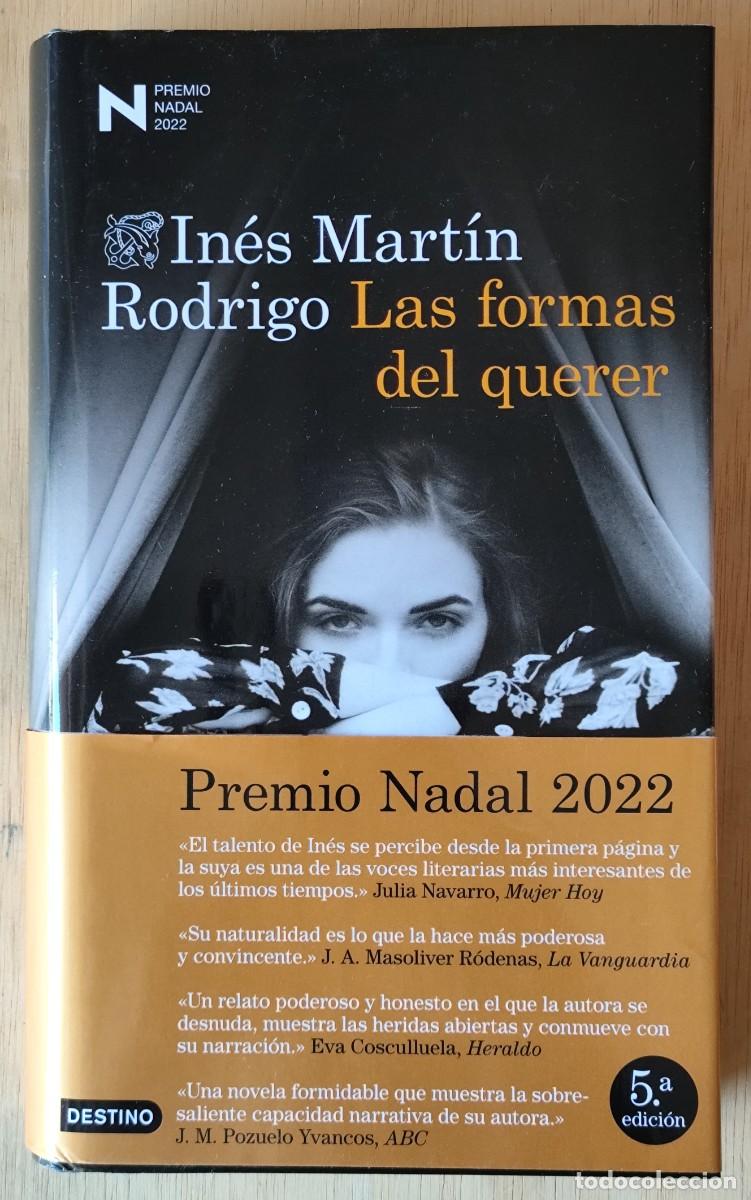 N
PREMIO
NADAL
2022
Inés Martín
Rodrigo Las formas
del querer
Premio Nadal 2022
«El talento de Inés se percibe desde la primera página y
la suya es una de las voces literarias más interesantes de
los últimos tiempos.» Julia Navarro, Mujer Hoy
«Su naturalidad es lo que la hace más poderosa
y convincente.» J. A. Masoliver Ródenas, La Vanguardia
«Un relato poderoso y honesto en el que la autora se
desnuda, muestra las heridas abiertas y conmueve con
su narración.» Eva Cosculluela, Heraldo
«Una novela formidable que muestra la sobre-
saliente capacidad narrativa de su autora.»
J. M. Pozuelo Yvancos, ABC
DESTINO
5.ª
edición
todocoleccion